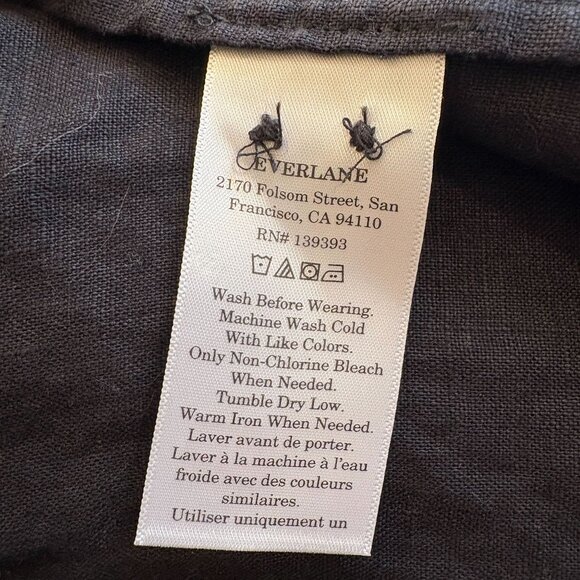 EVERLANE
2170 Folsom Street, San
Francisco, CA 94110
RN# 139393
Wash Before Wearing.
Machine Wash Cold
With Like Colors.
Only Non-Chlorine Bleach
When Needed.
Tumble Dry Low.
Warm Iron When Needed.
Laver avant de porter.
Laver à la machine à l'eau
froide avec des couleurs
similaires.
Utiliser uniquement un